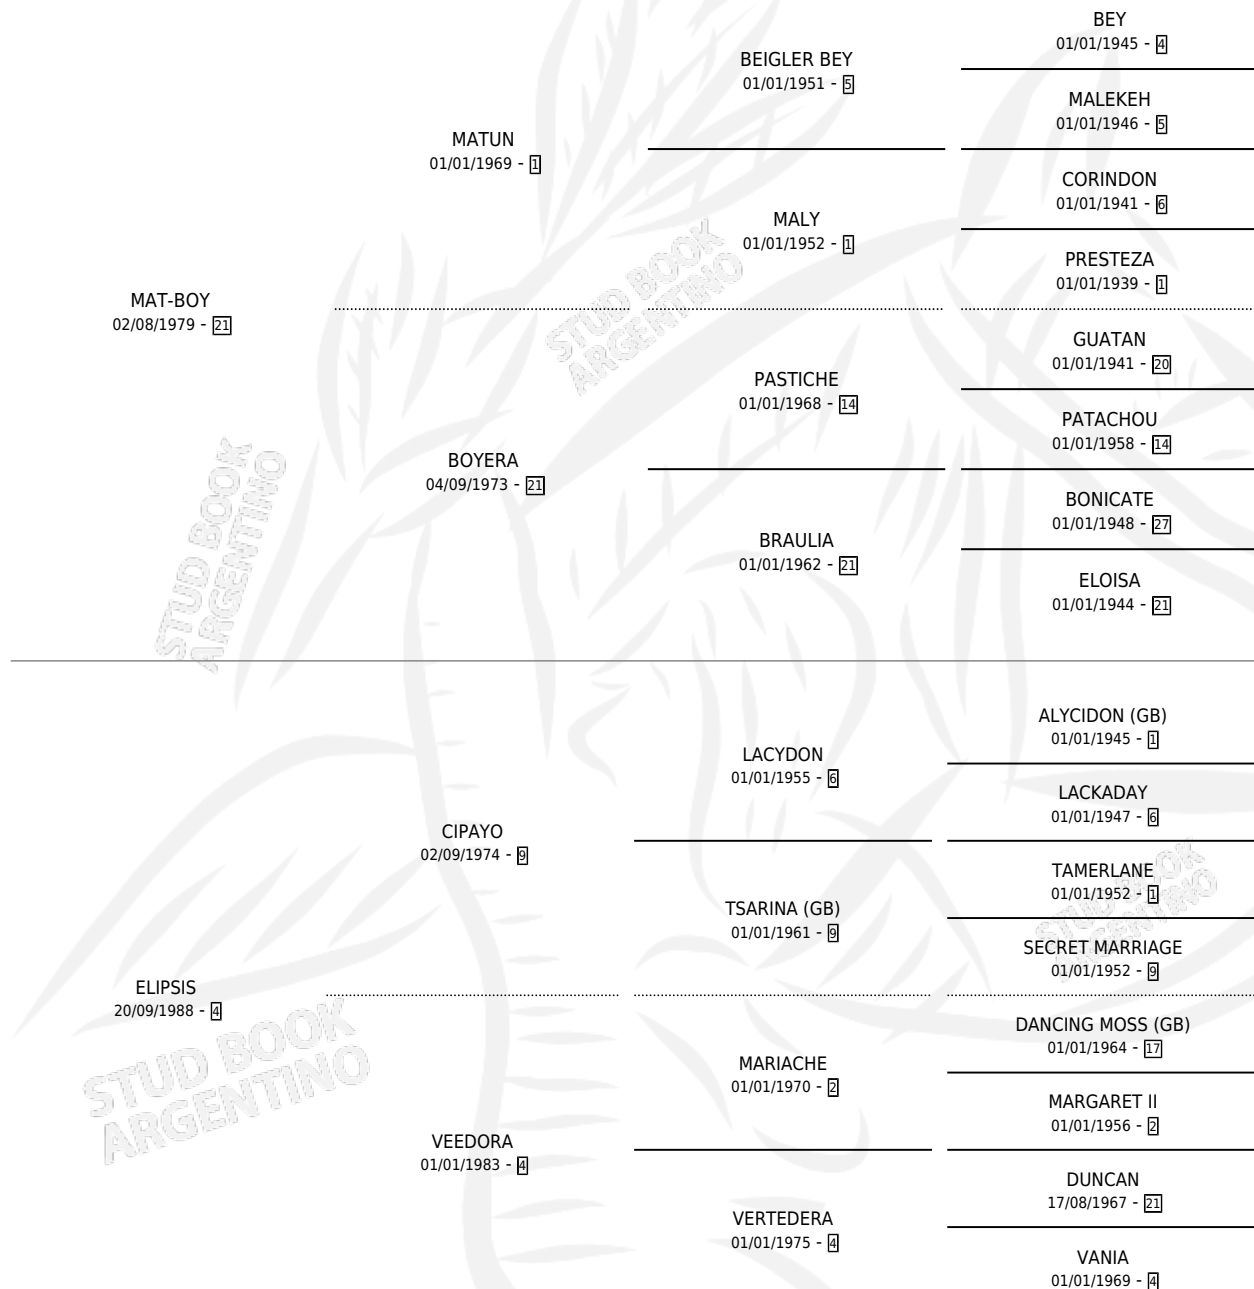 BEY
01/01/1945 - 4
BEIGLER BEY
01/01/1951 - 5
MALEKEH
01/01/1946 - 5
MATUN
01/01/1969 - 1
CORINDON
01/01/1941 - 6
MALY
01/01/1952 - 1
PRESTEZA
01/01/1939 - 1
MAT-BOY
02/08/1979 - 21
GUATAN
01/01/1941 - 20
PASTICHE
01/01/1968 - 14
PATACHOU
01/01/1958 - 14
BOYERA
04/09/1973 - 21
BONICATE
01/01/1948 - 27
BRAULIA
01/01/1962 - 21
ELOISA
01/01/1944 - 21
ALYCIDON (GB)
01/01/1945 - 1
LACYDON
01/01/1955 - 6
LACKADAY
01/01/1947 - 6
CIPAYO
02/09/1974 - 9
TAMERLANE
01/01/1952 - 1
TSARINA (GB)
01/01/1961 - 9
SECRET MARRIAGE
01/01/1952 - 9
ELIPSIS
20/09/1988 - 4
DANCING MOSS (GB)
01/01/1964 - 17
MARIACHE
01/01/1970 - 2
MARGARET II
01/01/1956 - 2
VEEDORA
01/01/1983 - 4
DUNCAN
17/08/1967 - 21
VERTEDERA
01/01/1975 - 4
VANIA
01/01/1969 - 4
STUD BOOK
ARGENTINO
STUD BOOK
ARGENTINO
STUD BOOK
ARGENTINO
STUD BOOK
ARGENTINO